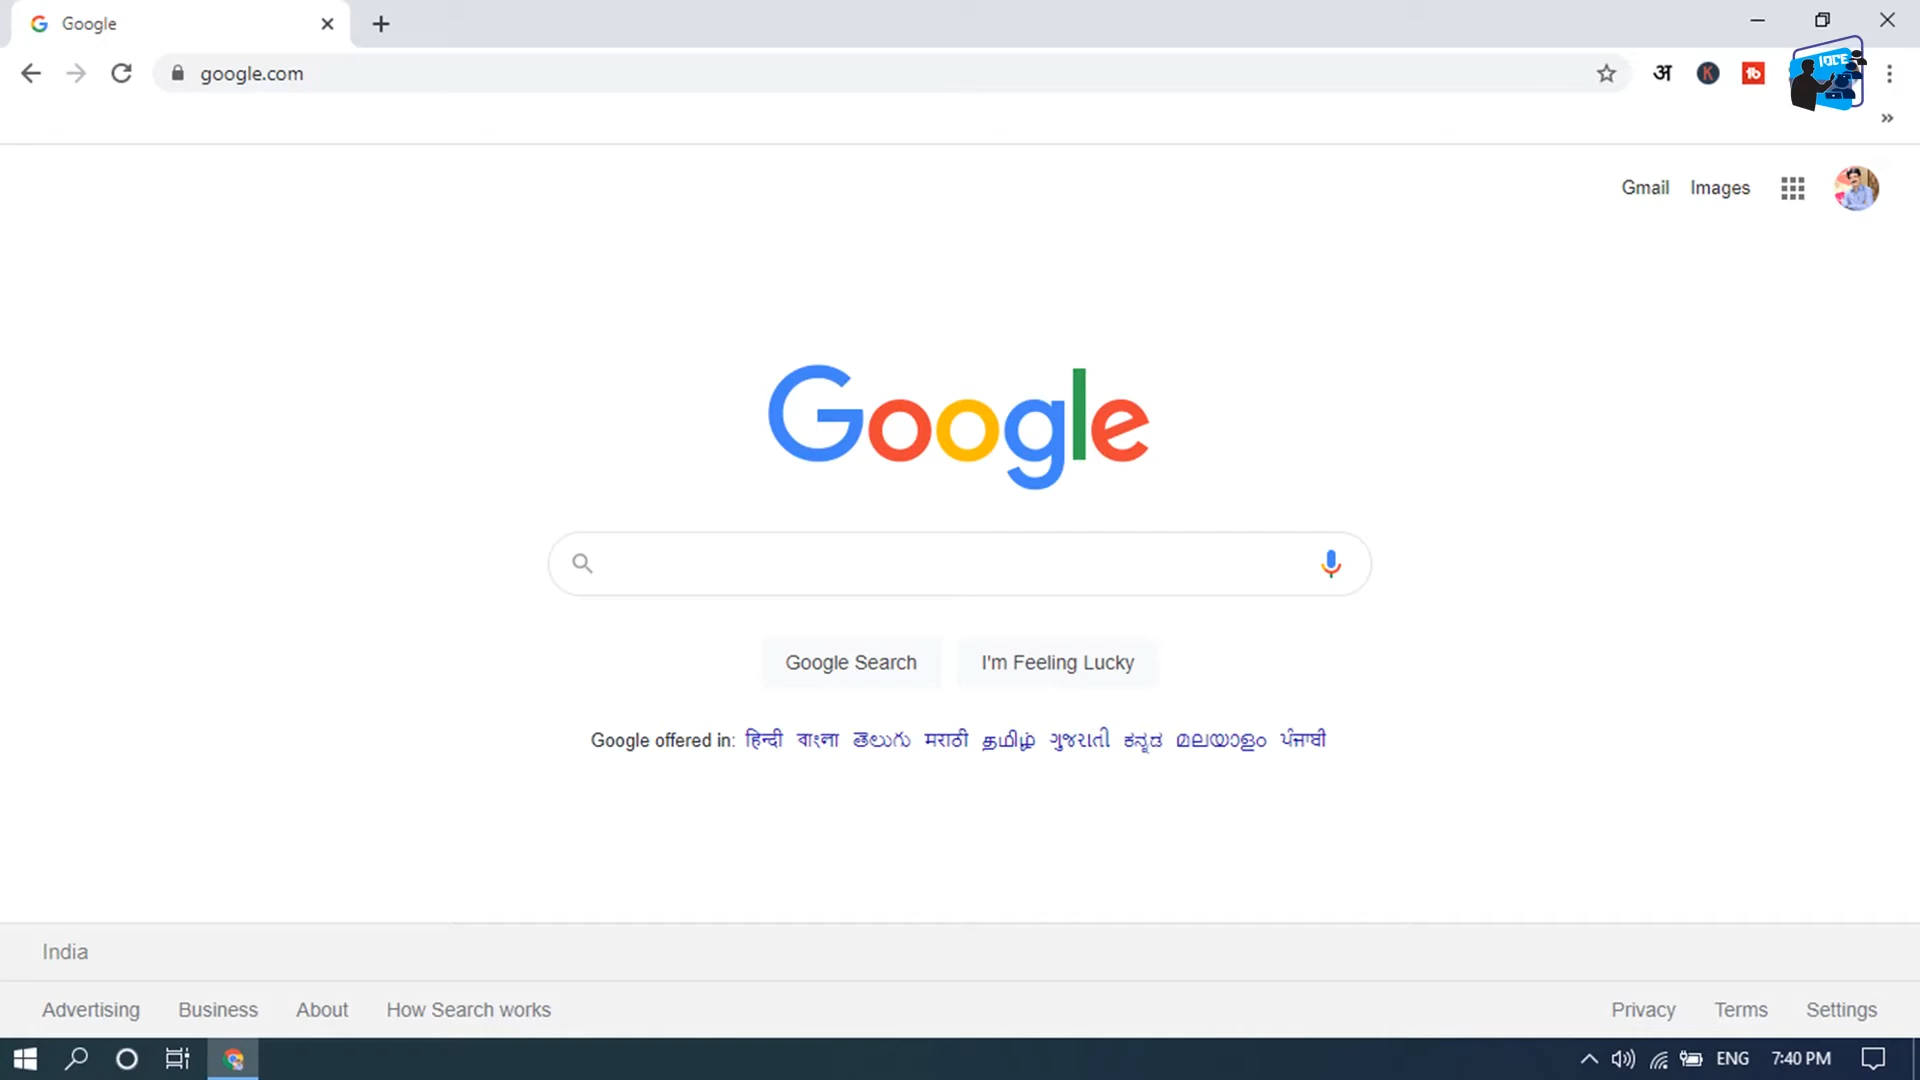 Google
google.com
अ
K
Gmail Images
Google
Google Search I'm Feeling Lucky
Google offered in: हिन्दी বাংলা తెలుగు मराठी தமிழ் ગુજરાતી ಕನ್ನಡ മലയാളം ਪੰਜਾਬੀ
India
Advertising Business About How Search works Privacy Terms Settings
ENG 7:40 PM